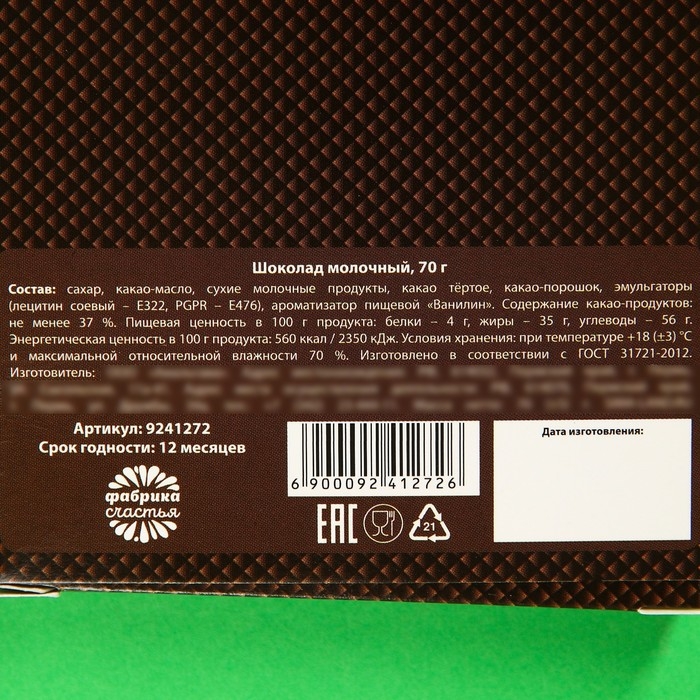 Шоколад молочный, 70 г
Состав: сахар, какао-масло, сухие молочные продукты, какао тёртое, какао-порошок, эмульгаторы
(лецитин соевый – Е322, PGPR – Е476), ароматизатор пищевой «Ванилин». Содержание какао-продуктов:
не менее 37 %. Пищевая ценность в 100 г продукта: белки – 4 г, жиры – 35 г, углеводы – 56 г.
Энергетическая ценность в 100 г продукта: 560 ккал / 2350 кДж. Условия хранения: при температуре +18 (±3) °С
и максимальной относительной влажности 70 %. Изготовлено в соответствии с ГОСТ 31721-2012.
Изготовитель:
Артикул: 9241272
Срок годности: 12 месяцев
фабрика
счастья
6 900092 412726
EAC
21
Дата изготовления: